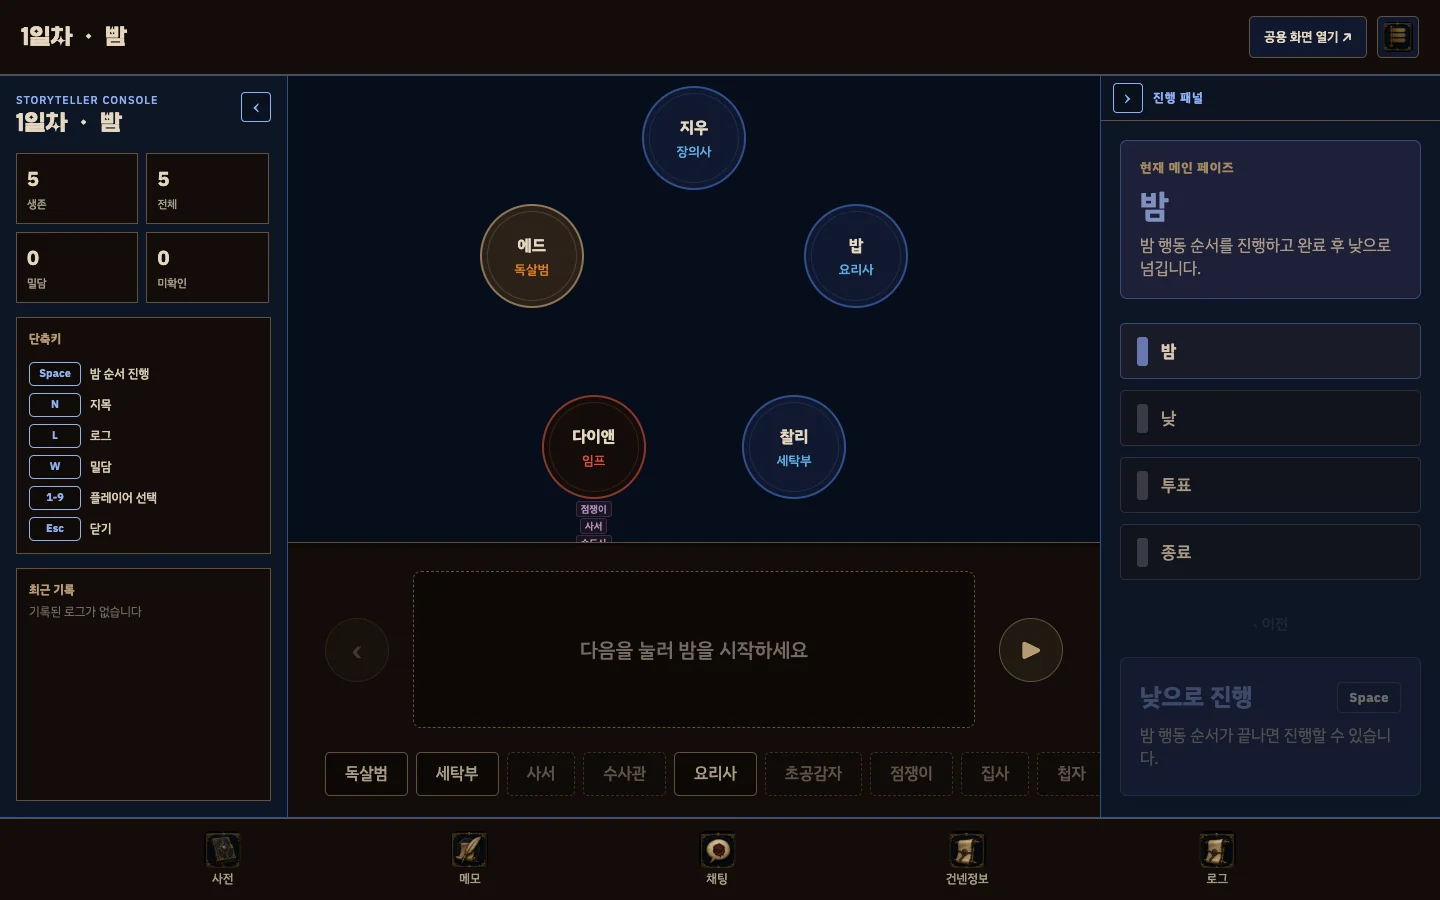 1일차 · 밤
공용 화면 열기 ↗
STORYTELLER CONSOLE
1일차 · 밤
5
생존
5
전체
0
밀담
0
미확인
단축키
Space 밤 순서 진행
N 지목
L 로그
W 밀담
1-9 플레이어 선택
Esc 닫기
최근 기록
기록된 로그가 없습니다
지우
장의사
에드
독살범
밥
요리사
다이앤
임프
점쟁이
사서
찰리
세탁부
다음을 눌러 밤을 시작하세요
독살범 세탁부 사서 수사관 요리사 초공감자 점쟁이 집사 첩자
진행 패널
현재 메인 페이즈
밤
밤 행동 순서를 진행하고 완료 후 낮으로
넘깁니다.
밤
낮
투표
종료
이전
낮으로 진행 Space
밤 행동 순서가 끝나면 진행할 수 있습니
다.
사전
메모
채팅
건넨정보
로그